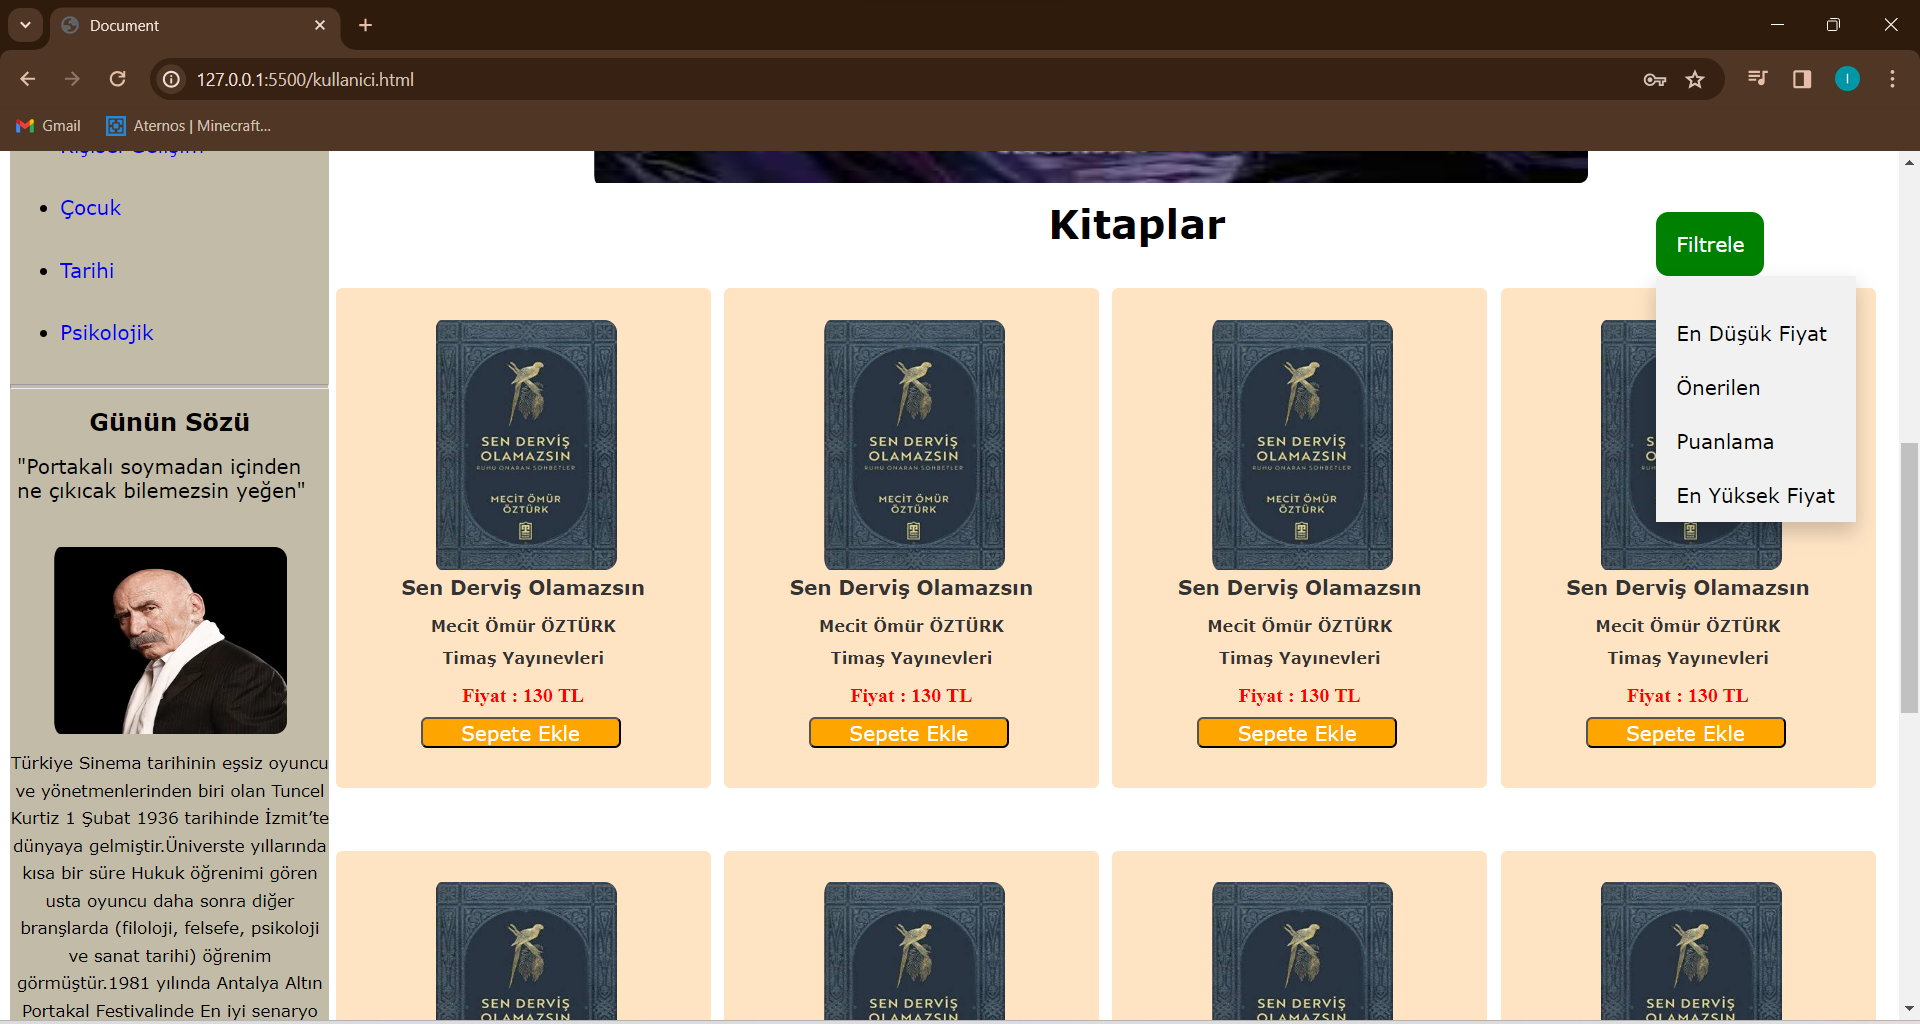 Document
127.0.0.1:5500/kullanici.html
Gmail
Aternos | Minecraft...
I
Kişisel Gelişim
Çocuk
Tarihi
Psikolojik
Günün Sözü
"Portakalı soymadan içinden
ne çıkıcak bilemezsin yeğen"
Türkiye Sinema tarihinin eşsiz oyuncu
ve yönetmenlerinden biri olan Tuncel
Kurtiz 1 Şubat 1936 tarihinde İzmit’te
dünyaya gelmiştir.Üniverste yıllarında
kısa bir süre Hukuk öğrenimi gören
usta oyuncu daha sonra diğer
branşlarda (filoloji, felsefe, psikoloji
ve sanat tarihi) öğrenim
görmüştür.1981 yılında Antalya Altın
Portakal Festivalinde En iyi senaryo
Kitaplar
Filtrele
En Düşük Fiyat
Önerilen
Puanlama
En Yüksek Fiyat
SEN DERVİŞ
OLAMAZSIN
RUHU ONARAN SOHBETLER
MECİT ÖMÜR
ÖZTÜRK
Sen Derviş Olamazsın
Mecit Ömür ÖZTÜRK
Timaş Yayınevleri
Fiyat : 130 TL
Sepete Ekle
SEN DERVİŞ
OLAMAZSIN
RUHU ONARAN SOHBETLER
MECİT ÖMÜR
ÖZTÜRK
Sen Derviş Olamazsın
Mecit Ömür ÖZTÜRK
Timaş Yayınevleri
Fiyat : 130 TL
Sepete Ekle
SEN DERVİŞ
OLAMAZSIN
RUHU ONARAN SOHBETLER
MECİT ÖMÜR
ÖZTÜRK
Sen Derviş Olamazsın
Mecit Ömür ÖZTÜRK
Timaş Yayınevleri
Fiyat : 130 TL
Sepete Ekle
Sen Derviş Olamazsın
Mecit Ömür ÖZTÜRK
Timaş Yayınevleri
Fiyat : 130 TL
Sepete Ekle
SEN DERVİŞ
OLAMAZSIN
SEN DERVİŞ
OLAMAZSIN
SEN DERVİŞ
OLAMAZSIN
SEN DERVİŞ
OLAMAZSIN